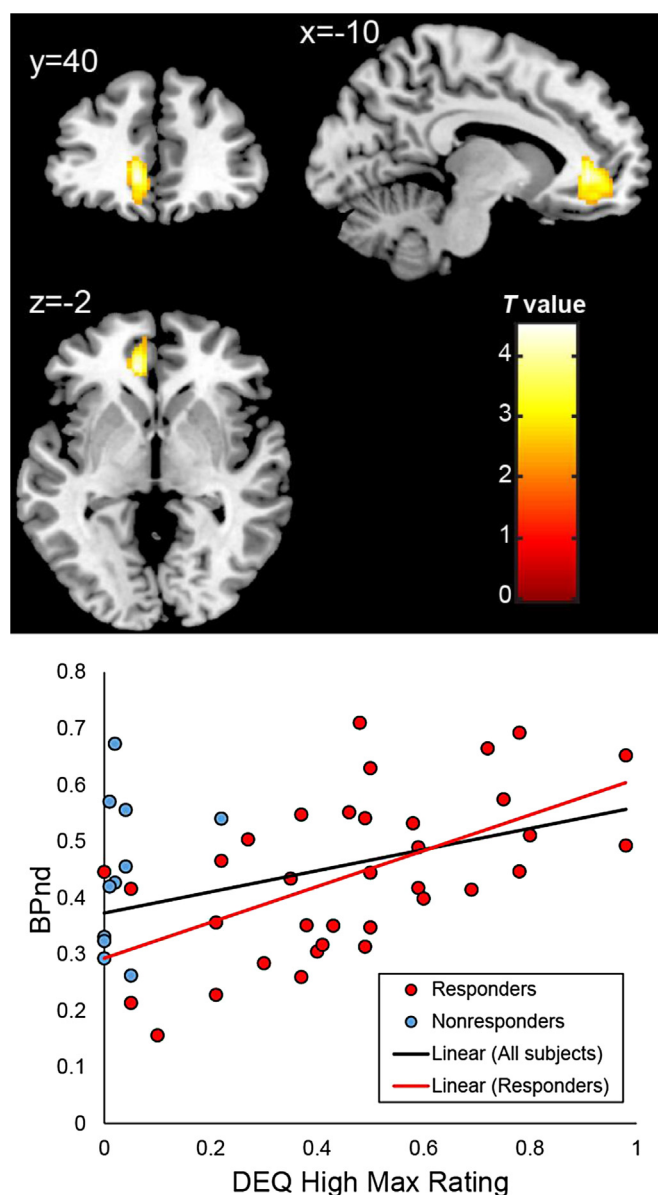 y=40
x=-10
z=-2
T value
4
3
2
1
0
0.8
0.7
0.6
0.5
0.4
0.3
0.2
0.1
0
BPnd
Responders
Nonresponders
Linear (All subjects)
Linear (Responders)
0 0.2 0.4 0.6 0.8 1
DEQ High Max Rating